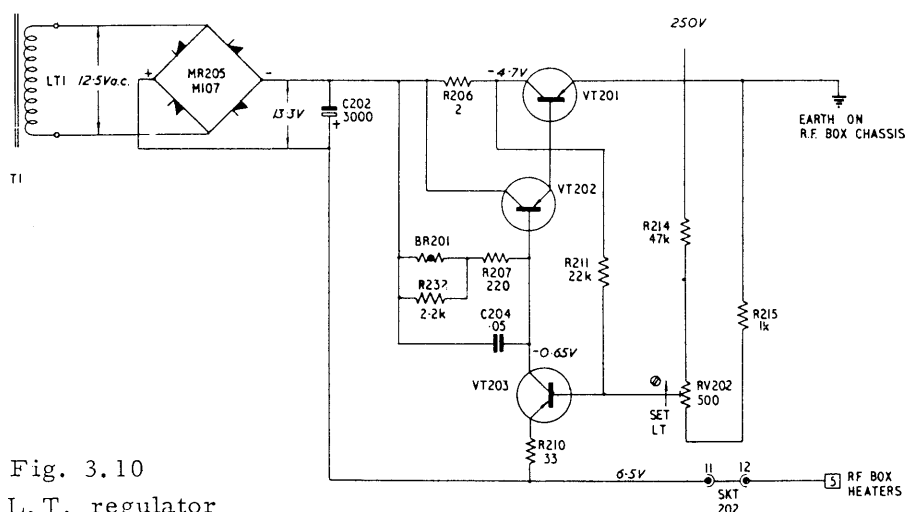 250V
LT1
12·5Va.c.
+
MR205
M107
-
13·3V
C202
3000
+
R206
2
-4·7V
VT201
EARTH ON
R.F. BOX CHASSIS
T1
VT202
BR201
R207
220
R232
2·2k
R211
22k
R214
47k
R215
1k
C204
·05
-0·65V
VT203
SET
LT
RV202
500
R210
33
6·5V
11
12
SKT
202
5
RF BOX
HEATERS
Fig. 3.10
L.T. regulator